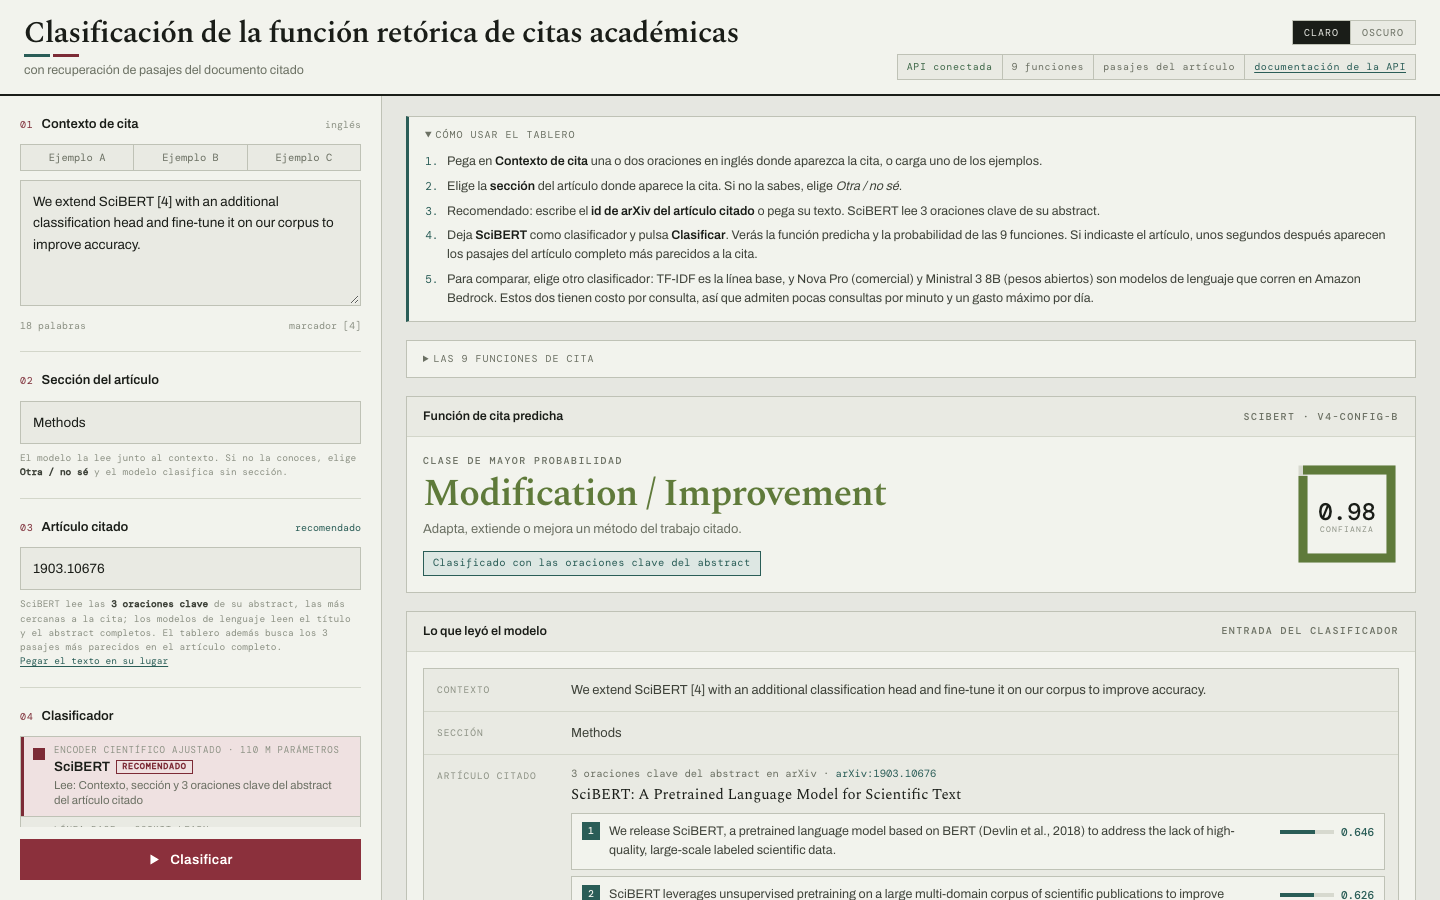 Clasificación de la función retórica de citas académicas
con recuperación de pasajes del documento citado
CLARO
OSCURO
API conectada
9 funciones
pasajes del artículo
documentación de la API
01 Contexto de cita
inglés
Ejemplo A
Ejemplo B
Ejemplo C
We extend SciBERT [4] with an additional
classification head and fine-tune it on our corpus to
improve accuracy.
18 palabras
marcador [4]
02 Sección del artículo
Methods
El modelo la lee junto al contexto. Si no la conoces, elige
Otra / no sé y el modelo clasifica sin sección.
03 Artículo citado
recomendado
1903.10676
SciBERT lee las 3 oraciones clave de su abstract, las más
cercanas a la cita; los modelos de lenguaje leen el título
y el abstract completos. El tablero además busca los 3
pasajes más parecidos en el artículo completo.
Pegar el texto en su lugar
04 Clasificador
ENCODER CIENTÍFICO AJUSTADO · 110 M PARÁMETROS
SciBERT RECOMENDADO
Lee: Contexto, sección y 3 oraciones clave del abstract
del artículo citado
Clasificar
▼ CÓMO USAR EL TABLERO
1. Pega en Contexto de cita una o dos oraciones en inglés donde aparezca la cita, o carga uno de los ejemplos.
2. Elige la sección del artículo donde aparece la cita. Si no la sabes, elige Otra / no sé.
3. Recomendado: escribe el id de arXiv del artículo citado o pega su texto. SciBERT lee 3 oraciones clave de su abstract.
4. Deja SciBERT como clasificador y pulsa Clasificar. Verás la función predicha y la probabilidad de las 9 funciones. Si indicaste el artículo, unos segundos después aparecen
los pasajes del artículo completo más parecidos a la cita.
5. Para comparar, elige otro clasificador: TF-IDF es la línea base, y Nova Pro (comercial) y Ministral 3 8B (pesos abiertos) son modelos de lenguaje que corren en Amazon
Bedrock. Estos dos tienen costo por consulta, así que admiten pocas consultas por minuto y un gasto máximo por día.
▶ LAS 9 FUNCIONES DE CITA
Función de cita predicha
SCIBERT · V4-CONFIG-B
CLASE DE MAYOR PROBABILIDAD
Modification / Improvement
Adapta, extiende o mejora un método del trabajo citado.
Clasificado con las oraciones clave del abstract
0.98
CONFIANZA
Lo que leyó el modelo
ENTRADA DEL CLASIFICADOR
CONTEXTO
We extend SciBERT [4] with an additional classification head and fine-tune it on our corpus to improve accuracy.
SECCIÓN
Methods
ARTÍCULO CITADO
3 oraciones clave del abstract en arXiv · arXiv:1903.10676
SciBERT: A Pretrained Language Model for Scientific Text
1 We release SciBERT, a pretrained language model based on BERT (Devlin et al., 2018) to address the lack of high-
quality, large-scale labeled scientific data.
0.646
2 SciBERT leverages unsupervised pretraining on a large multi-domain corpus of scientific publications to improve
0.626